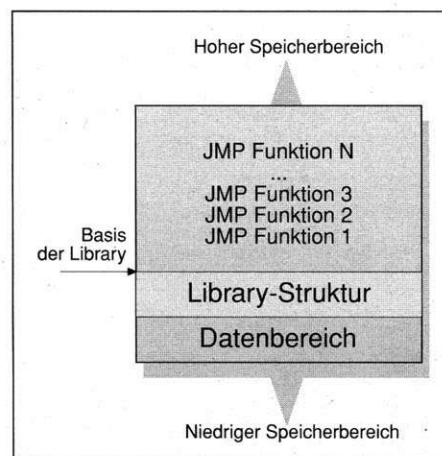 Hoher Speicherbereich
JMP Funktion N
...
JMP Funktion 3
JMP Funktion 2
JMP Funktion 1
Basis
der Library
Library-Struktur
Datenbereich
Niedriger Speicherbereich